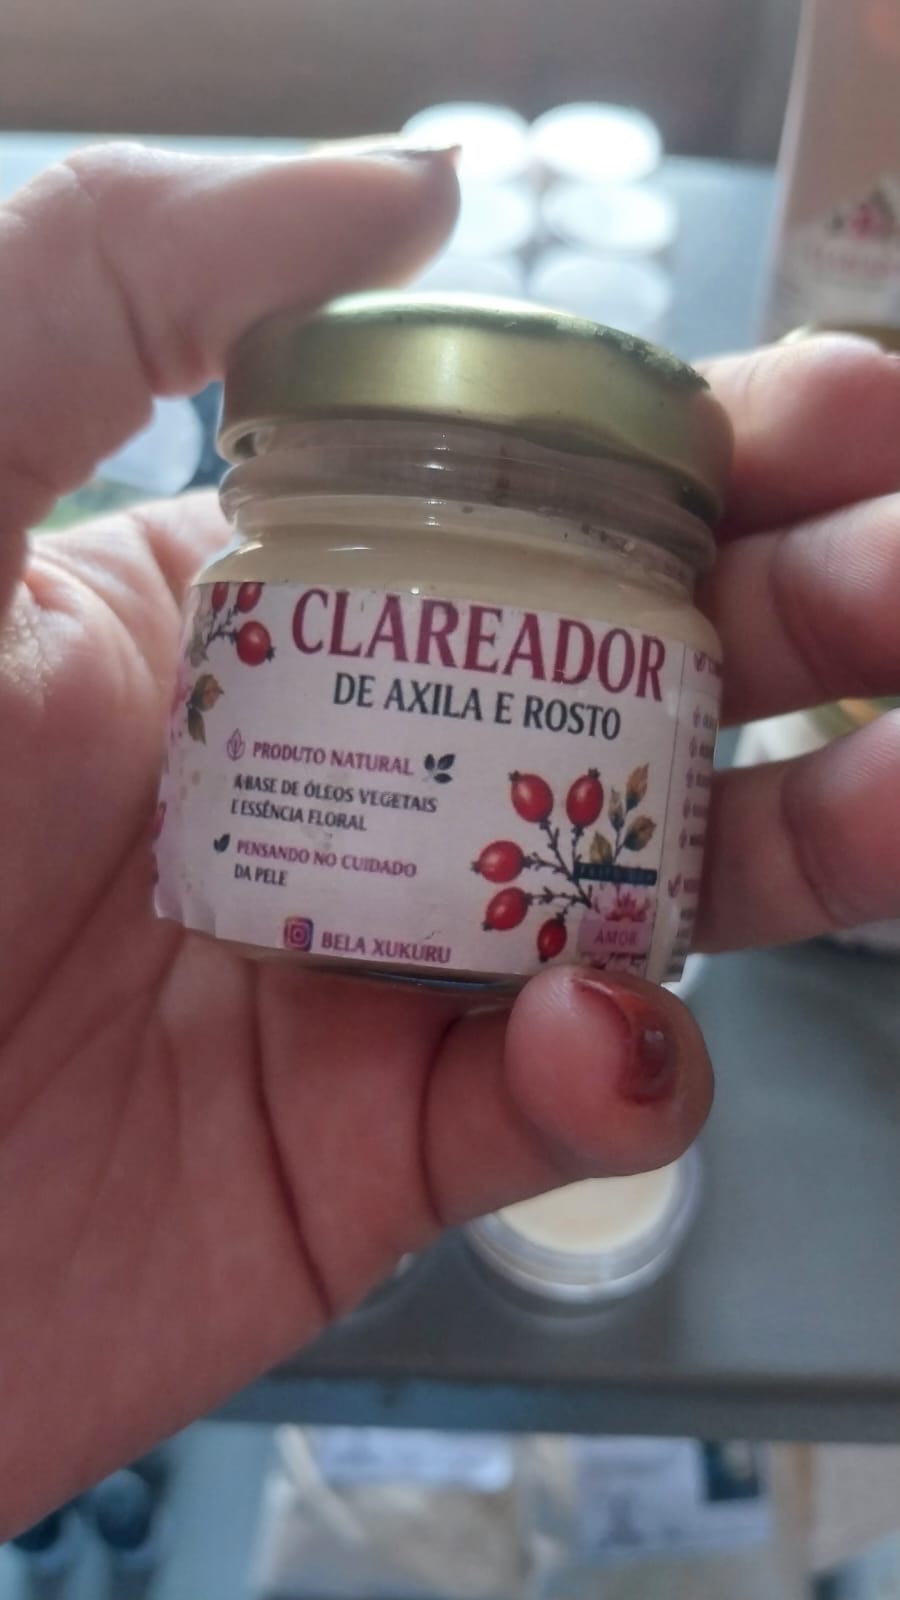 CLAREADOR
DE AXILA E ROSTO
PRODUTO NATURAL
A BASE DE ÓLEOS VEGETAIS
E ESSÊNCIA FLORAL
PENSANDO NO CUIDADO
DA PELE
BELA XUKURU
AMOR